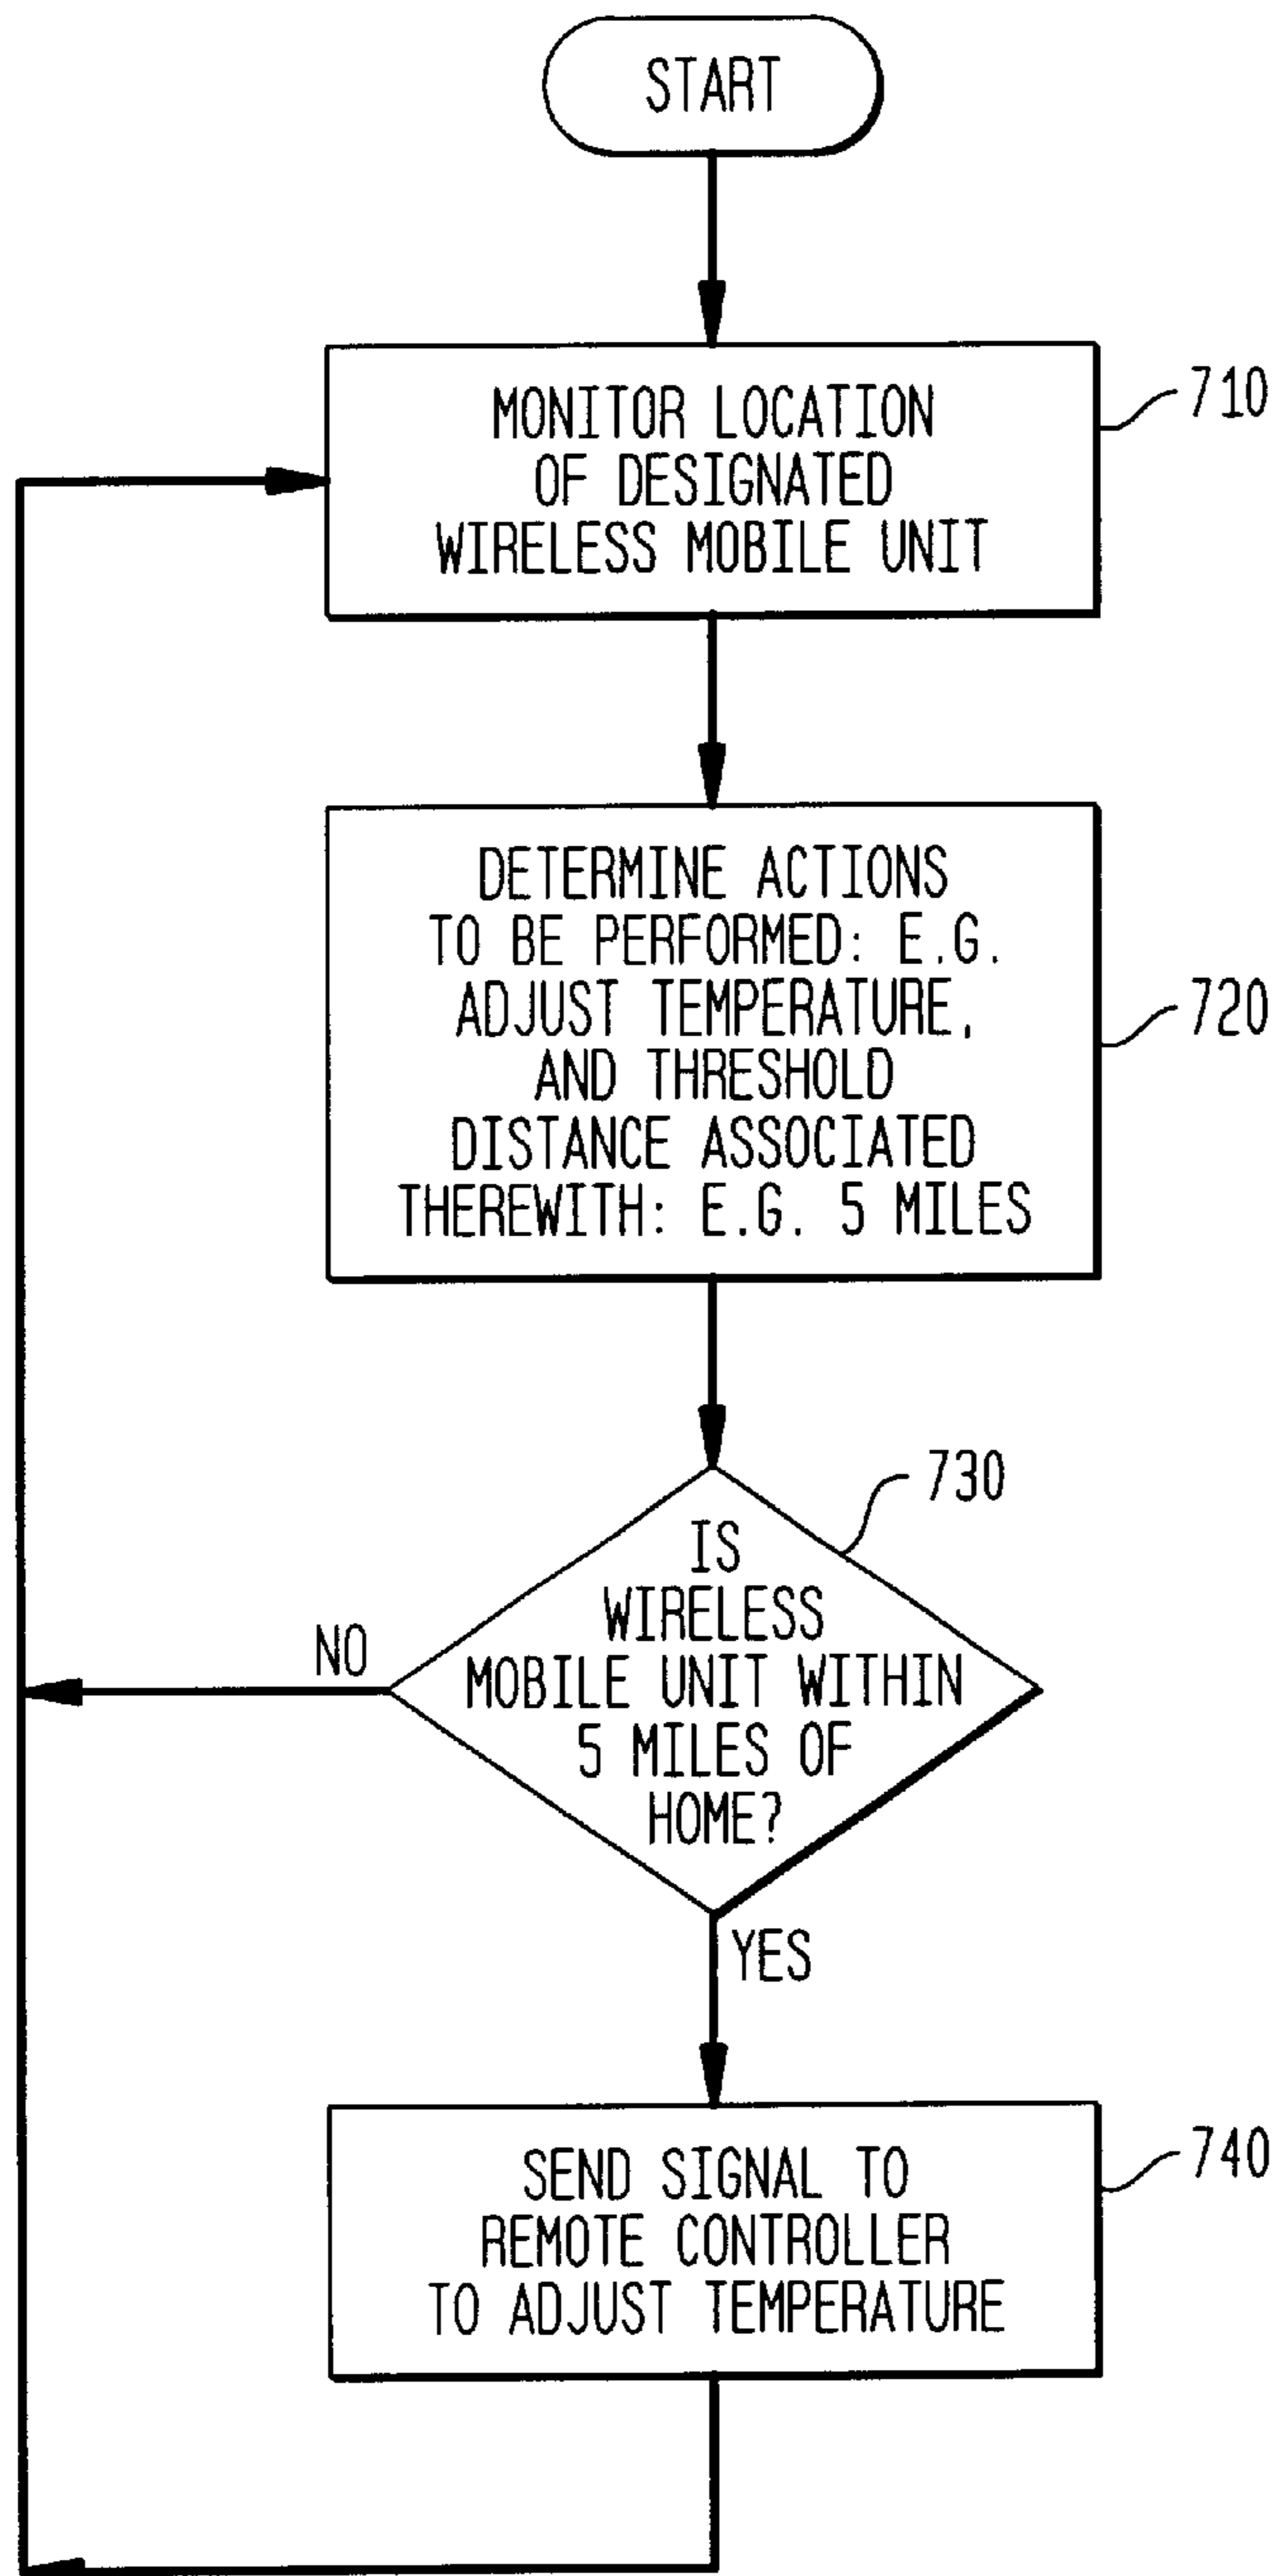 START
MONITOR LOCATION
OF DESIGNATED
WIRELESS MOBILE UNIT
710
DETERMINE ACTIONS
TO BE PERFORMED: E.G.
ADJUST TEMPERATURE,
AND THRESHOLD
DISTANCE ASSOCIATED
THEREWITH: E.G. 5 MILES
720
730
IS
WIRELESS
MOBILE UNIT WITHIN
5 MILES OF
HOME?
NO
YES
SEND SIGNAL TO
REMOTE CONTROLLER
TO ADJUST TEMPERATURE
740